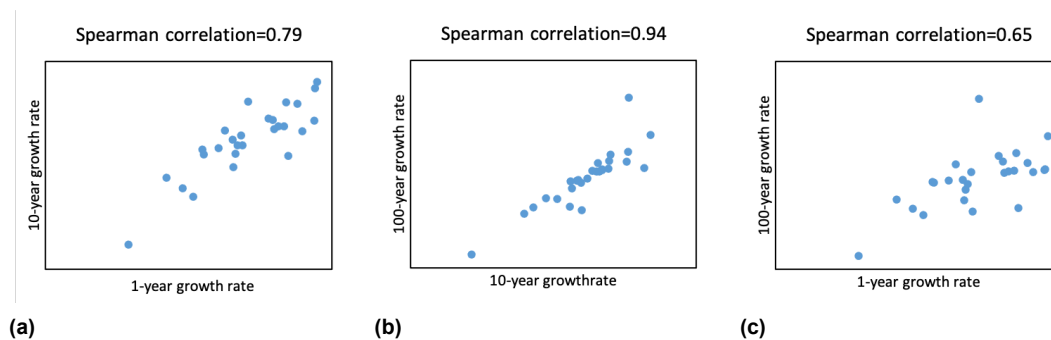 Spearman correlation=0.79
10-year growth rate
1-year growth rate
(a)
Spearman correlation=0.94
100-year growth rate
10-year growthrate
(b)
Spearman correlation=0.65
100-year growth rate
1-year growth rate
(c)